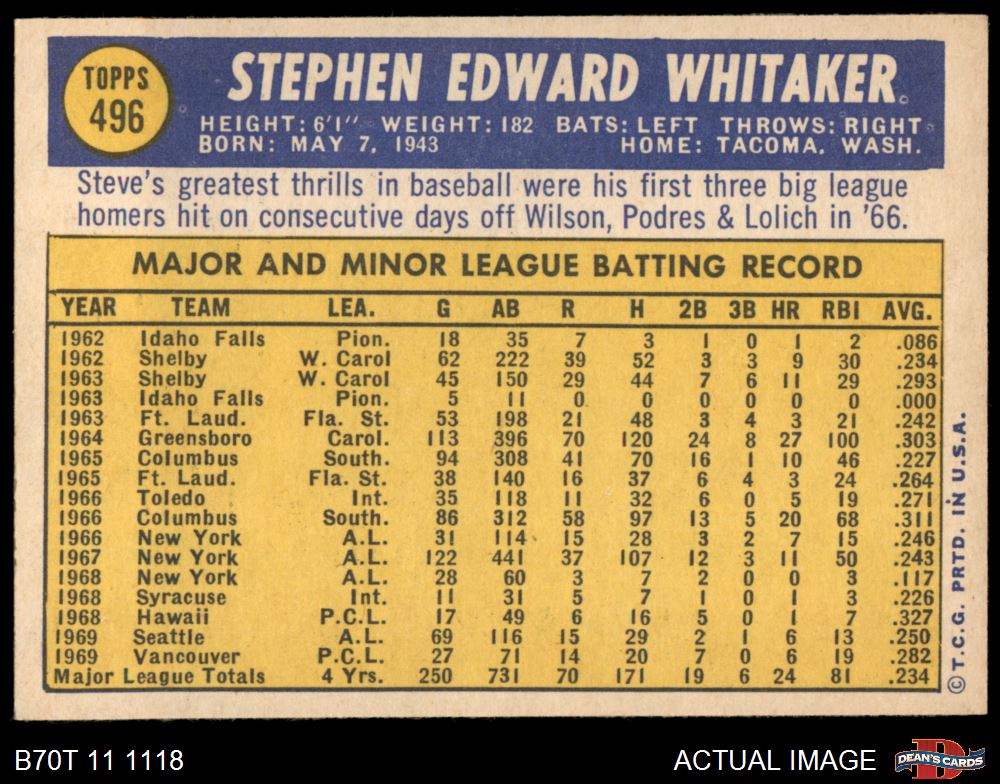 TOPPS
496
STEPHEN EDWARD WHITAKER
HEIGHT: 6'1" WEIGHT: 182 BATS: LEFT THROWS: RIGHT
BORN: MAY 7, 1943 HOME: TACOMA, WASH.
Steve's greatest thrills in baseball were his first three big league
homers hit on consecutive days off Wilson, Podres & Lolich in '66.
MAJOR AND MINOR LEAGUE BATTING RECORD
YEAR TEAM LEA. G AB R H 2B 3B HR RBI AVG.
1962 Idaho Falls Pion. 18 35 7 3 1 0 1 2 .086
1962 Shelby W. Carol 62 222 39 52 3 3 9 30 .234
1963 Shelby W. Carol 45 150 29 44 7 6 11 29 .293
1963 Idaho Falls Pion. 5 11 0 0 0 0 0 0 .000
1963 Ft. Laud. Fla. St. 53 198 21 48 3 4 3 21 .242
1964 Greensboro Carol. 113 396 70 120 24 8 27 100 .303
1965 Columbus South. 94 308 41 70 16 1 10 46 .227
1965 Ft. Laud. Fla. St. 38 140 16 37 6 4 3 24 .264
1966 Toledo Int. 35 118 11 32 6 0 5 19 .271
1966 Columbus South. 86 312 58 97 13 5 20 68 .311
1966 New York A.L. 31 114 15 28 3 2 7 15 .246
1967 New York A.L. 122 441 37 107 12 3 11 50 .243
1968 New York A.L. 28 60 3 7 2 0 0 3 .117
1968 Syracuse Int. 11 31 5 7 1 0 1 3 .226
1968 Hawaii P.C.L. 17 49 6 16 5 0 1 7 .327
1969 Seattle A.L. 69 116 15 29 2 1 6 13 .250
1969 Vancouver P.C.L. 27 71 14 20 7 0 6 19 .282
Major League Totals 4 Yrs. 250 731 70 171 19 6 24 81 .234
© T.C.G. PRTD. IN U.S.A.
B70T 11 1118 ACTUAL IMAGE
D
DEAN'S CARDS